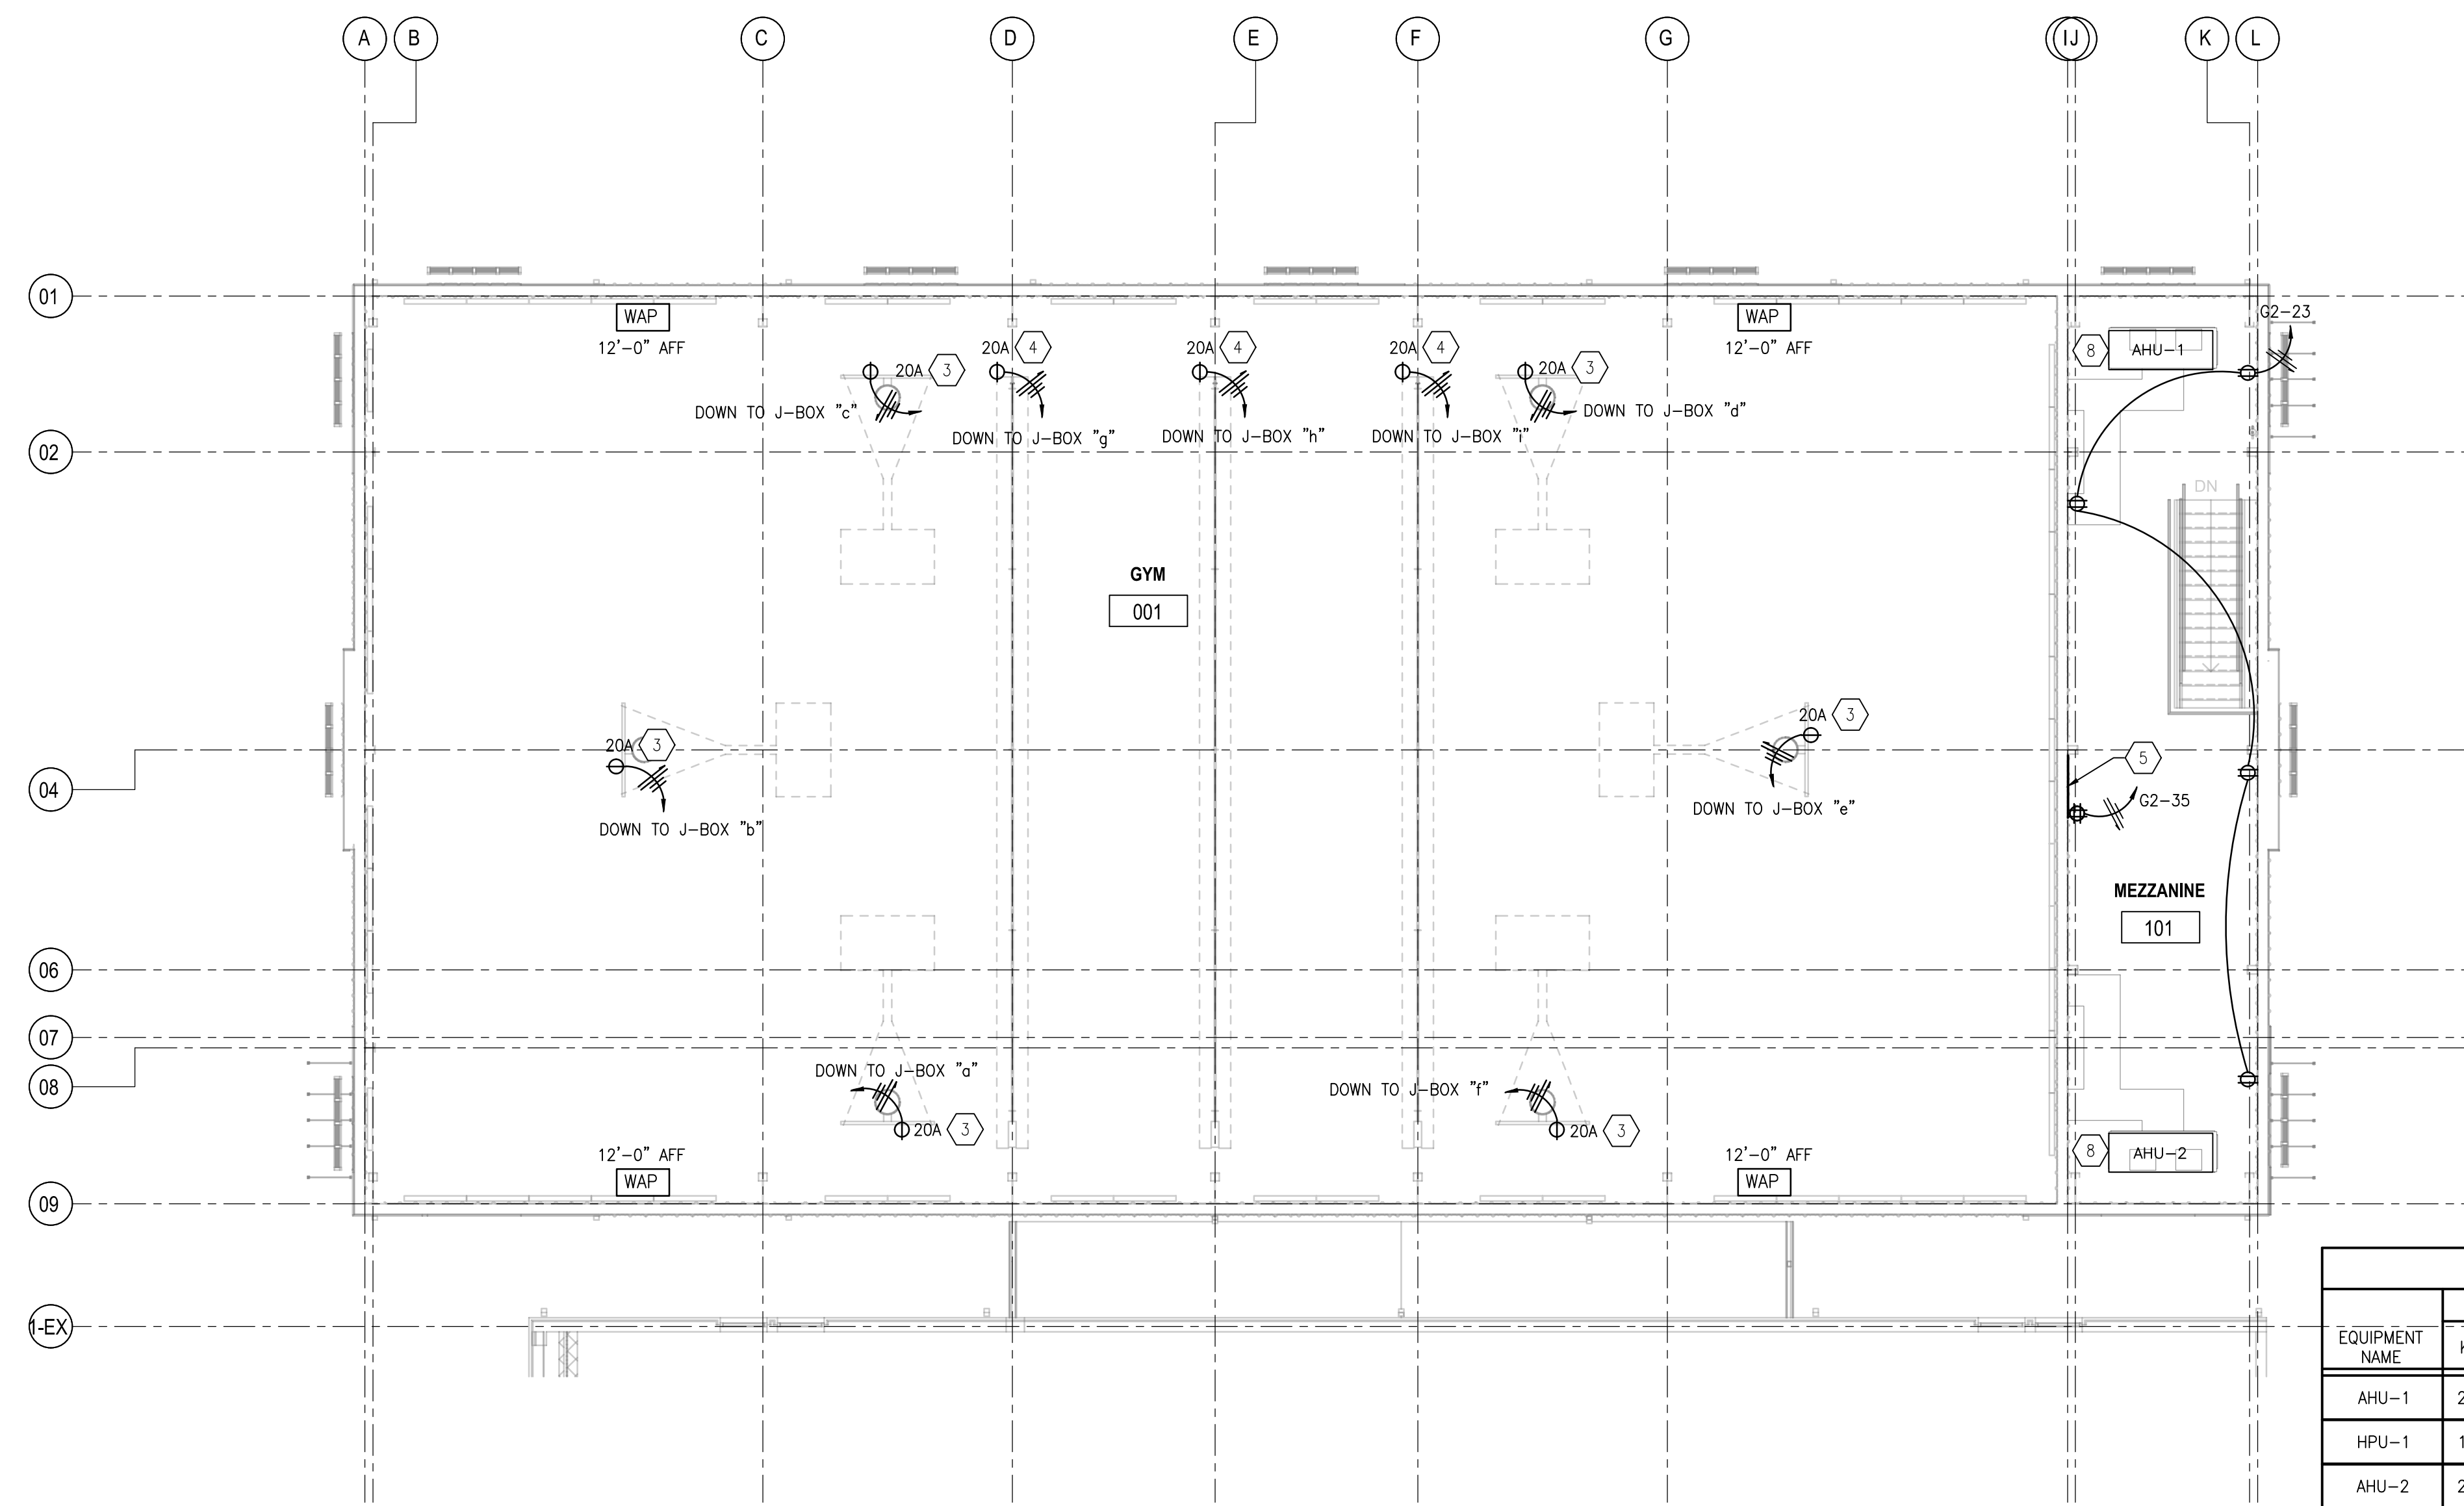 A
B
C
D
E
F
G
I
J
K
L
01
02
04
06
07
08
09
1-EX
WAP
12'-0" AFF
WAP
12'-0" AFF
20A
3
DOWN TO J-BOX "c"
20A
4
DOWN TO J-BOX "g"
20A
4
DOWN TO J-BOX "h"
20A
4
DOWN TO J-BOX "i"
20A
3
DOWN TO J-BOX "d"
8
AHU-1
G2-23
DN
GYM
001
20A
3
DOWN TO J-BOX "b"
20A
3
DOWN TO J-BOX "e"
5
G2-35
MEZZANINE
101
DOWN TO J-BOX "a"
20A
3
DOWN TO J-BOX "f"
20A
3
12'-0" AFF
WAP
12'-0" AFF
WAP
8
AHU-2
EQUIPMENT
NAME
AHU-1
HPU-1
AHU-2